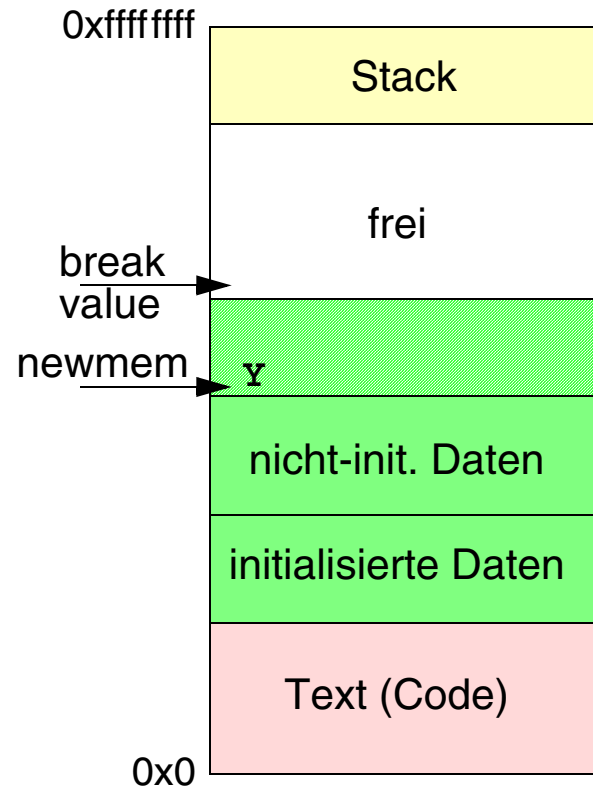 0xffffffff
Stack
frei
break
value
newmem
Y
nicht-init. Daten
initialisierte Daten
Text (Code)
0x0